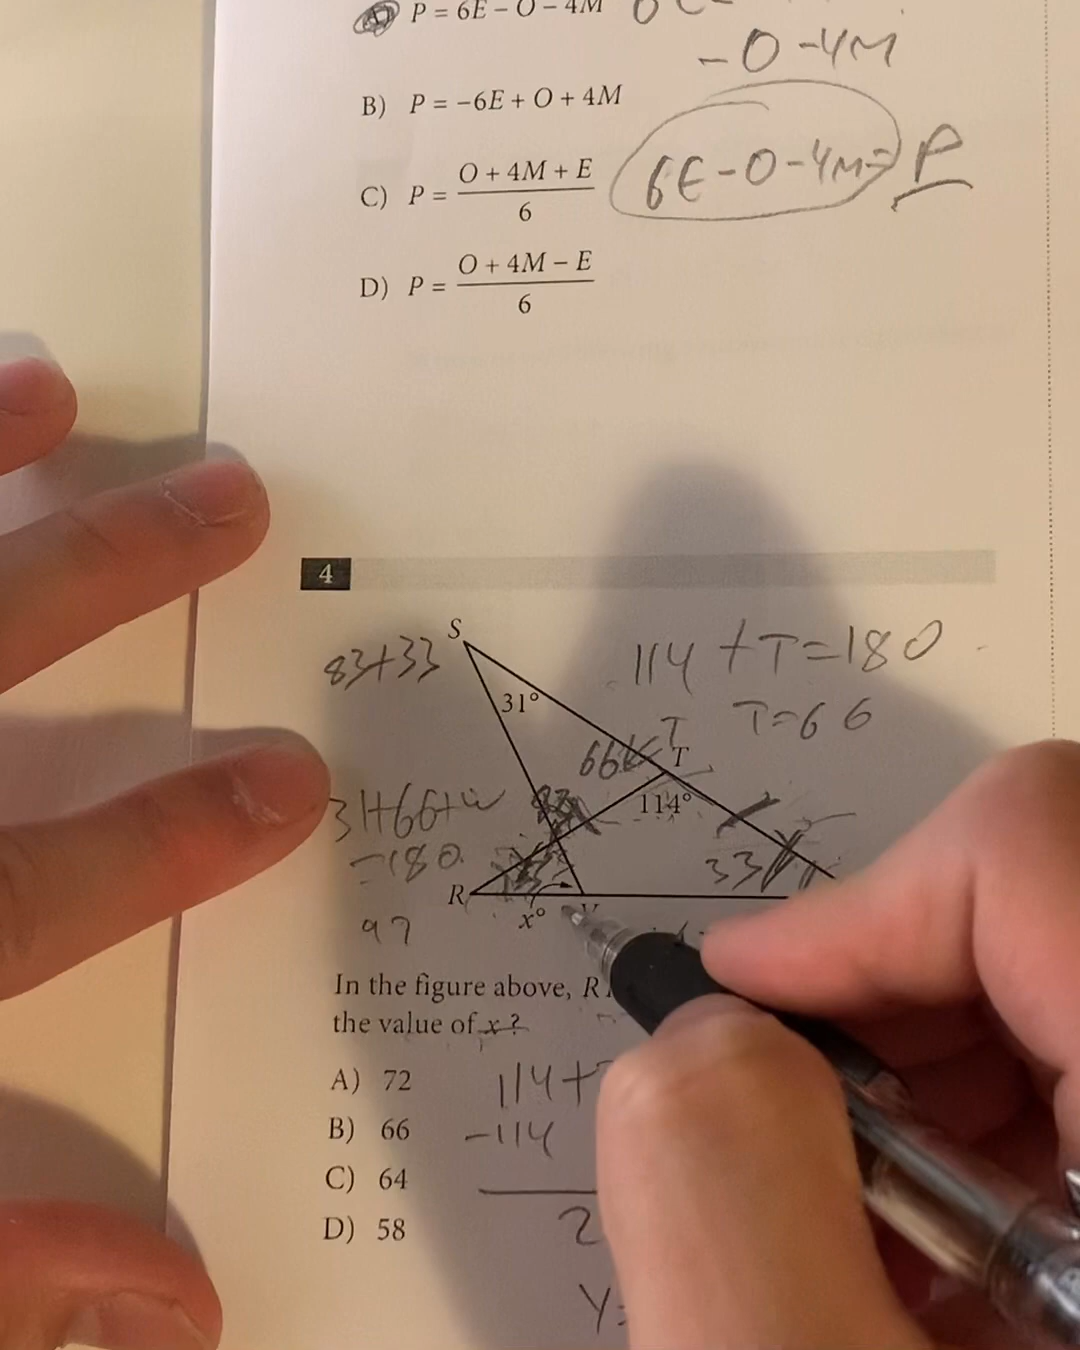 P = 6E – O – 4M
– O – 4M
B) P = –6E + O + 4M
6E – O – 4M = P
C) P = O + 4M + E / 6
D) P = O + 4M – E / 6
4
S
83+33
114 + T = 180
31°
T = 66
66 T
T
114°
31+66+
=180
33
R
x°
97
In the figure above, R
the value of x ?
A) 72
114+
B) 66
–114
C) 64
D) 58
2
Y=